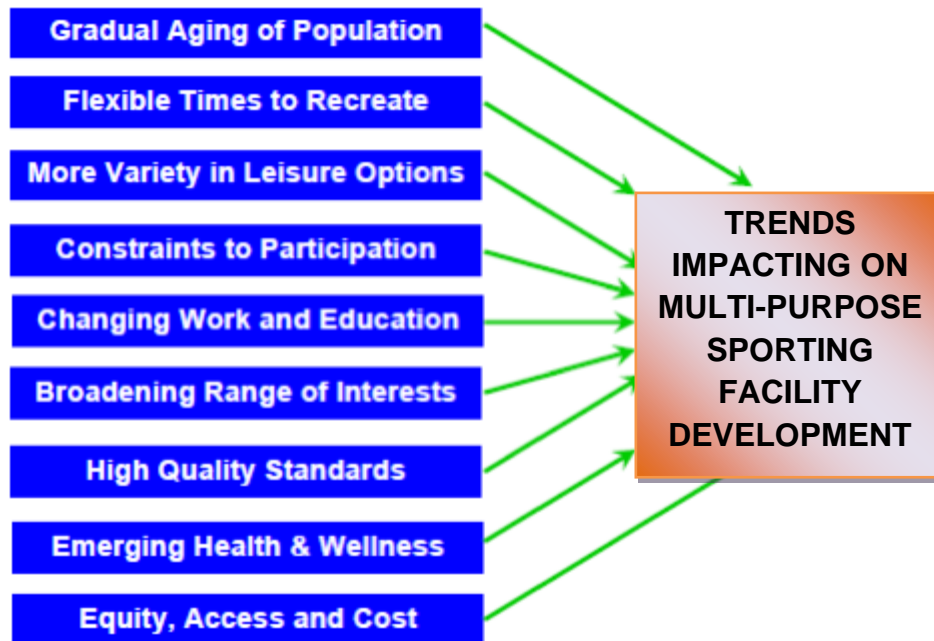 Gradual Aging of Population
Flexible Times to Recreate
More Variety in Leisure Options
Constraints to Participation
Changing Work and Education
Broadening Range of Interests
High Quality Standards
Emerging Health & Wellness
Equity, Access and Cost
TRENDS
IMPACTING ON
MULTI-PURPOSE
SPORTING
FACILITY
DEVELOPMENT